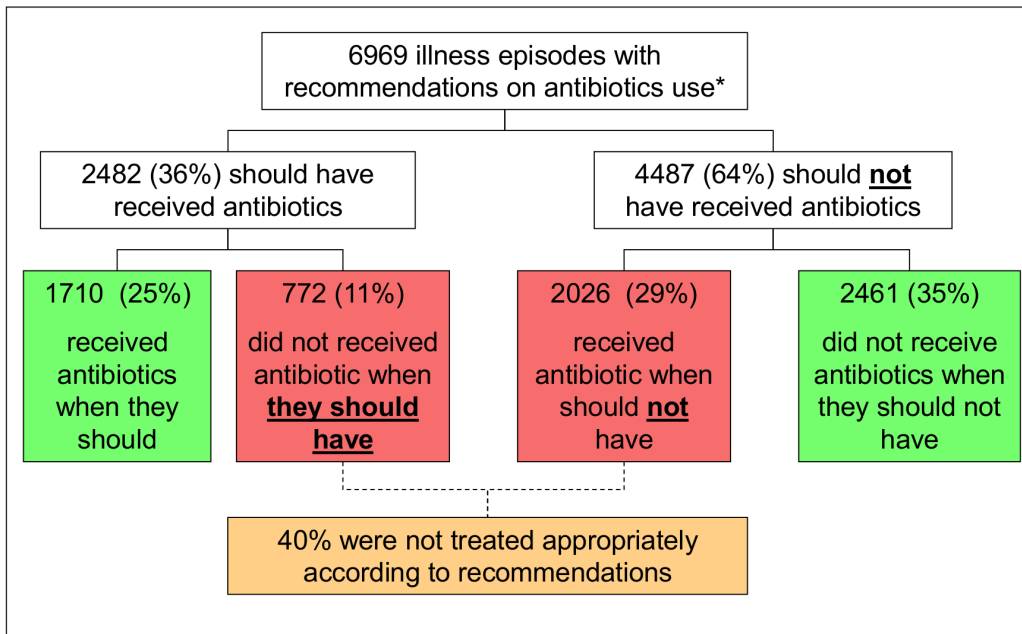 6969 illness episodes with
recommendations on antibiotics use*
2482 (36%) should have
received antibiotics
4487 (64%) should not
have received antibiotics
1710 (25%)
received
antibiotics
when they
should
772 (11%)
did not received
antibiotic when
they should
have
2026 (29%)
received
antibiotic when
should not
have
2461 (35%)
did not receive
antibiotics when
they should not
have
40% were not treated appropriately
according to recommendations